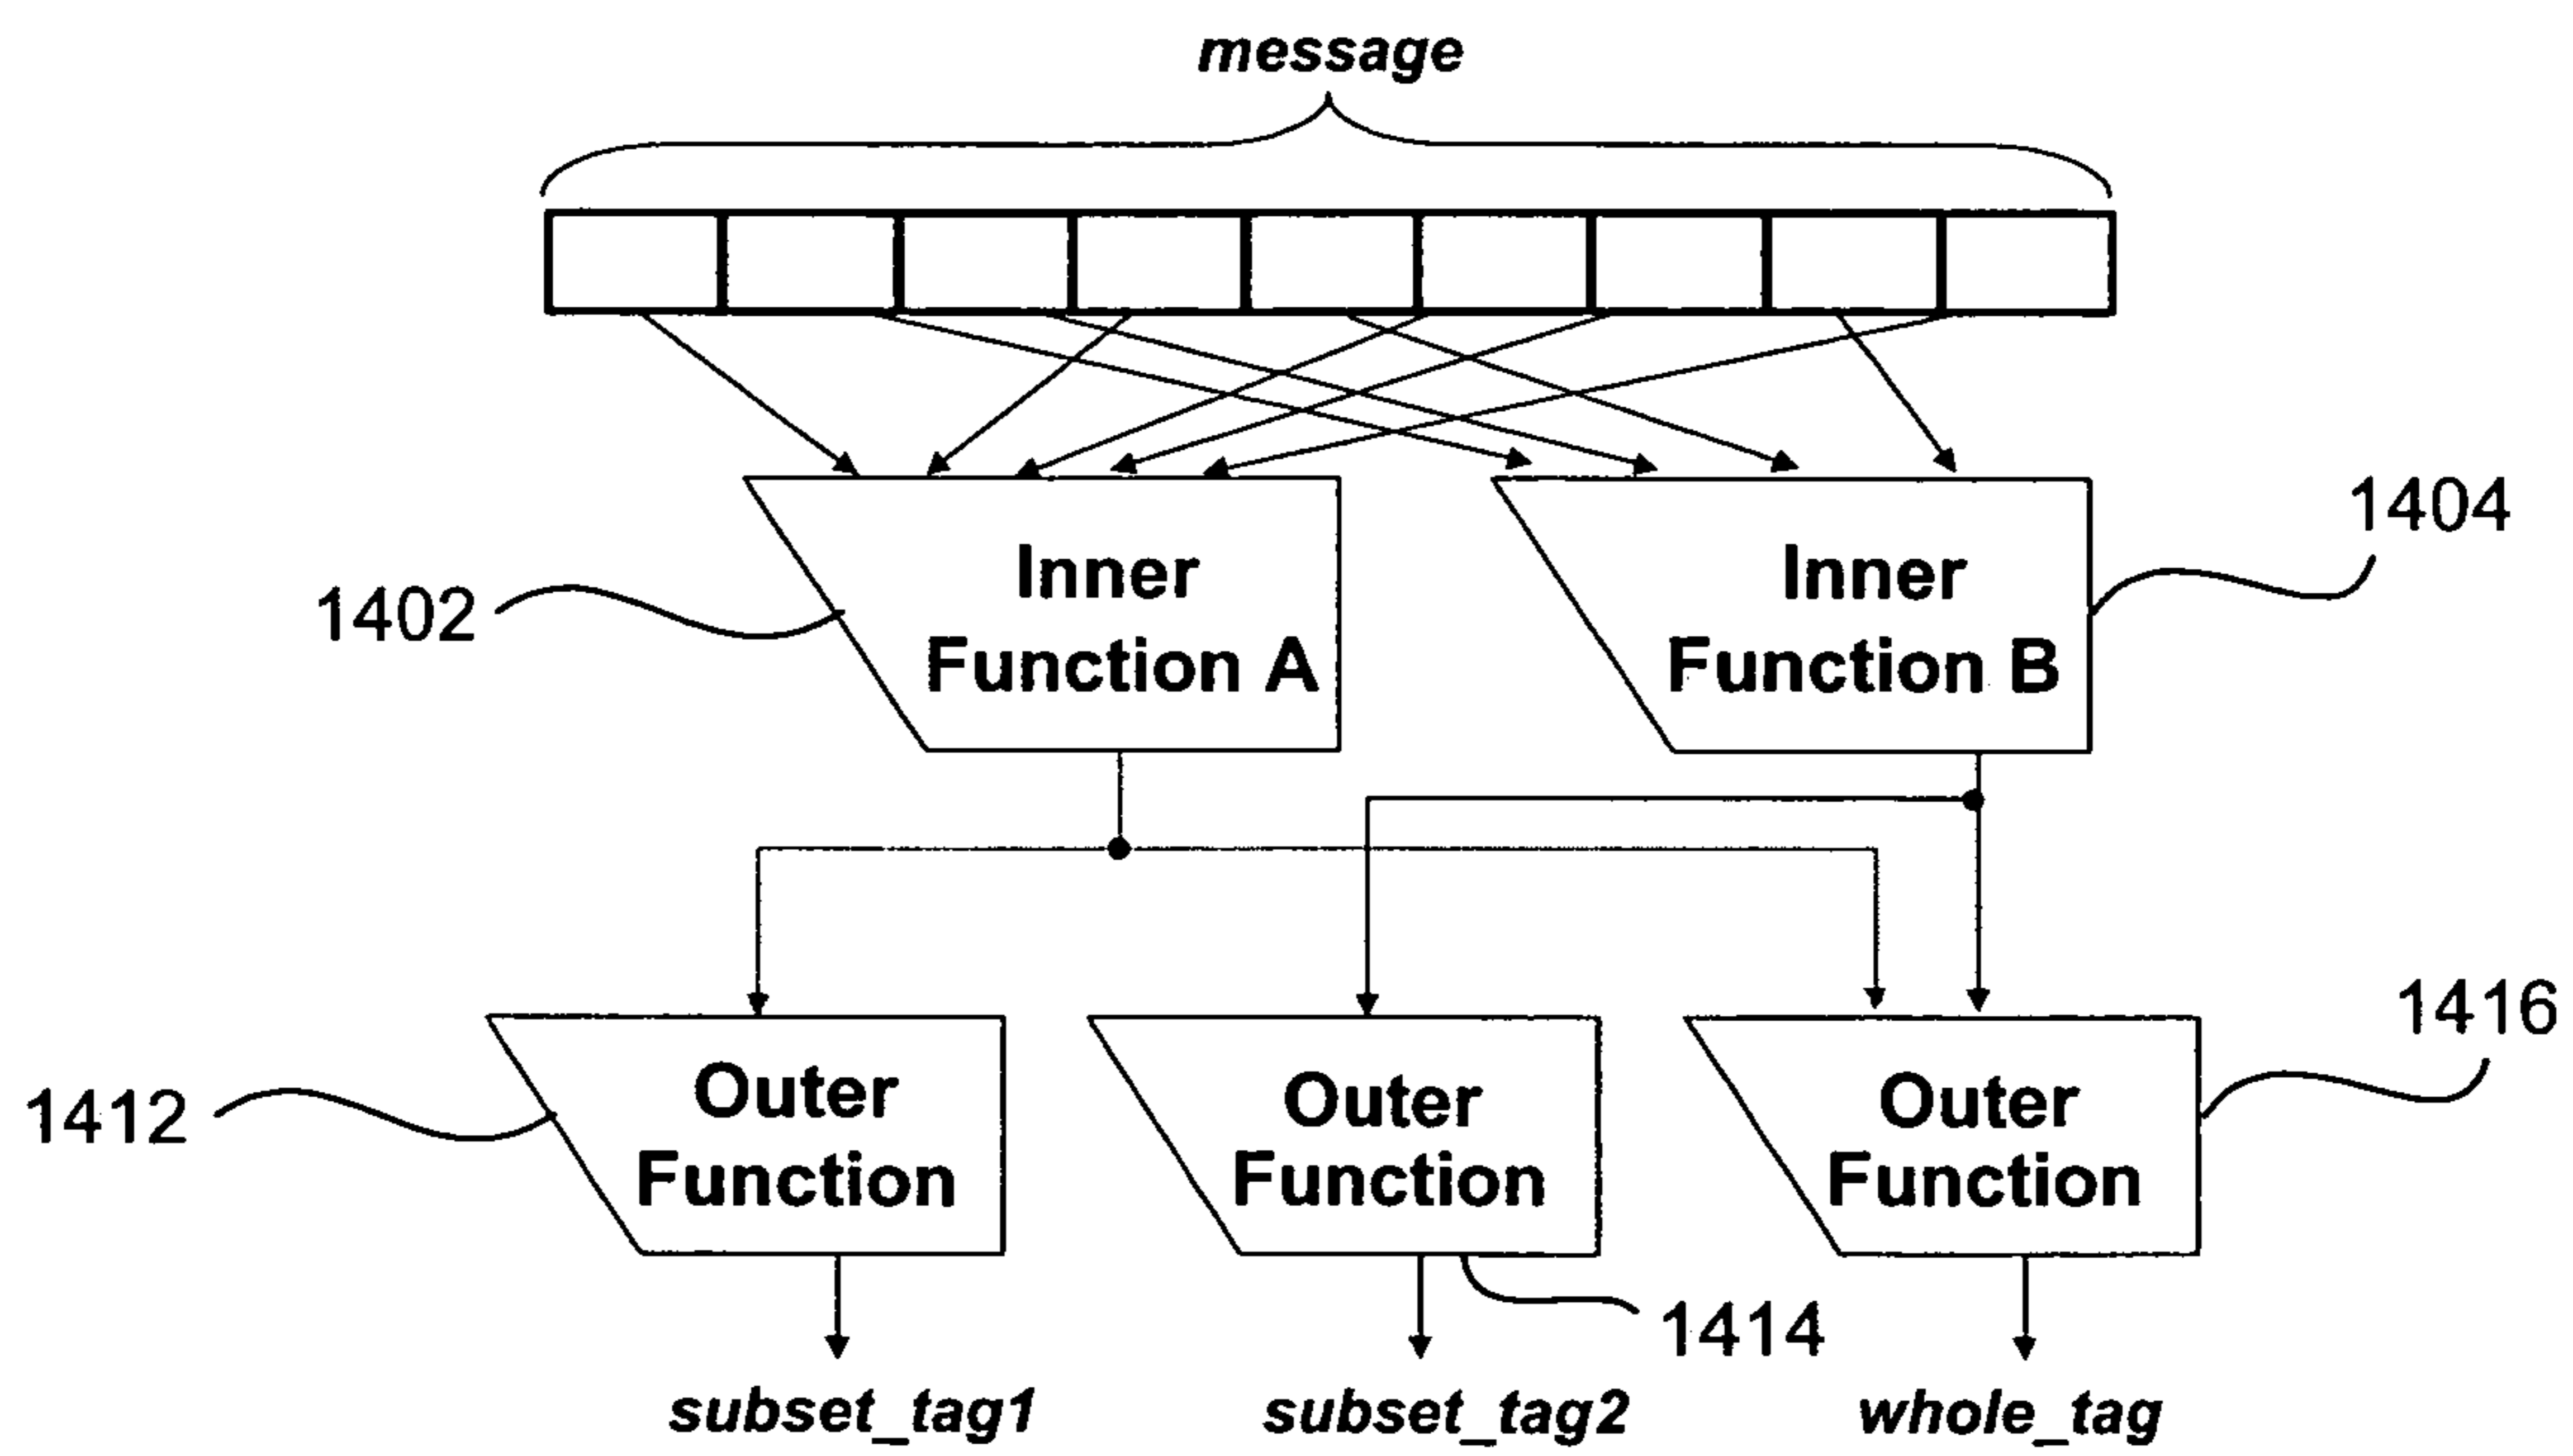 message
1404
Inner
Function A
Inner
Function B
1402
1416
Outer
Function
Outer
Function
Outer
Function
1412
1414
subset_tag1
subset_tag2
whole_tag